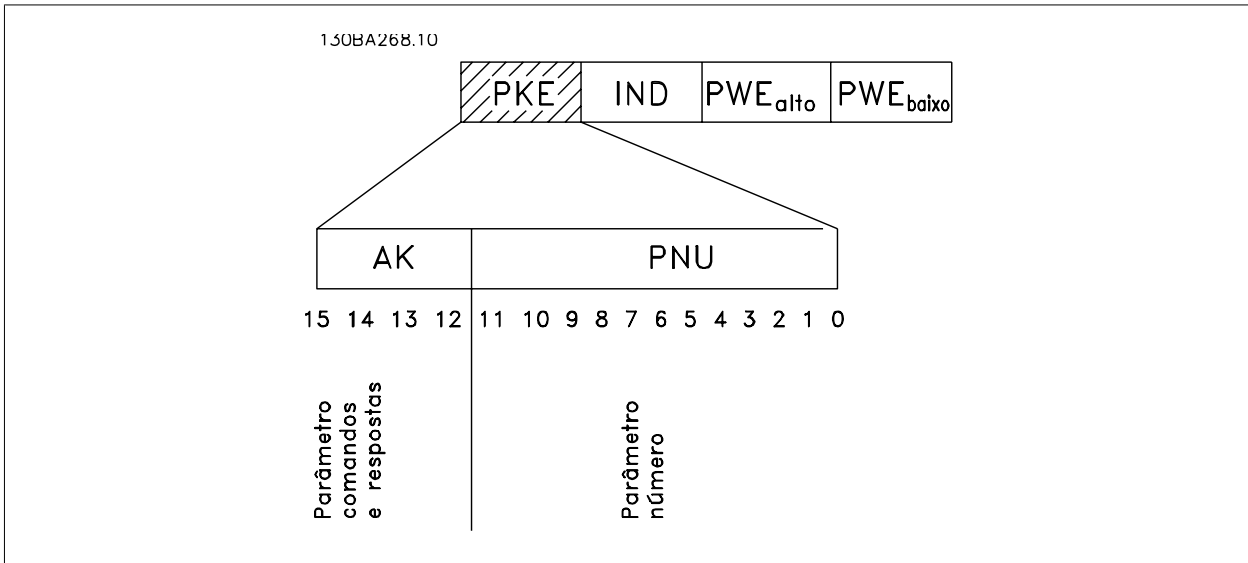 130BA268.10
PKE IND PWEalto PWEbaixo
AK PNU
15 14 13 12 11 10 9 8 7 6 5 4 3 2 1 0
Parâmetro
comandos
e respostas
Parâmetro
número